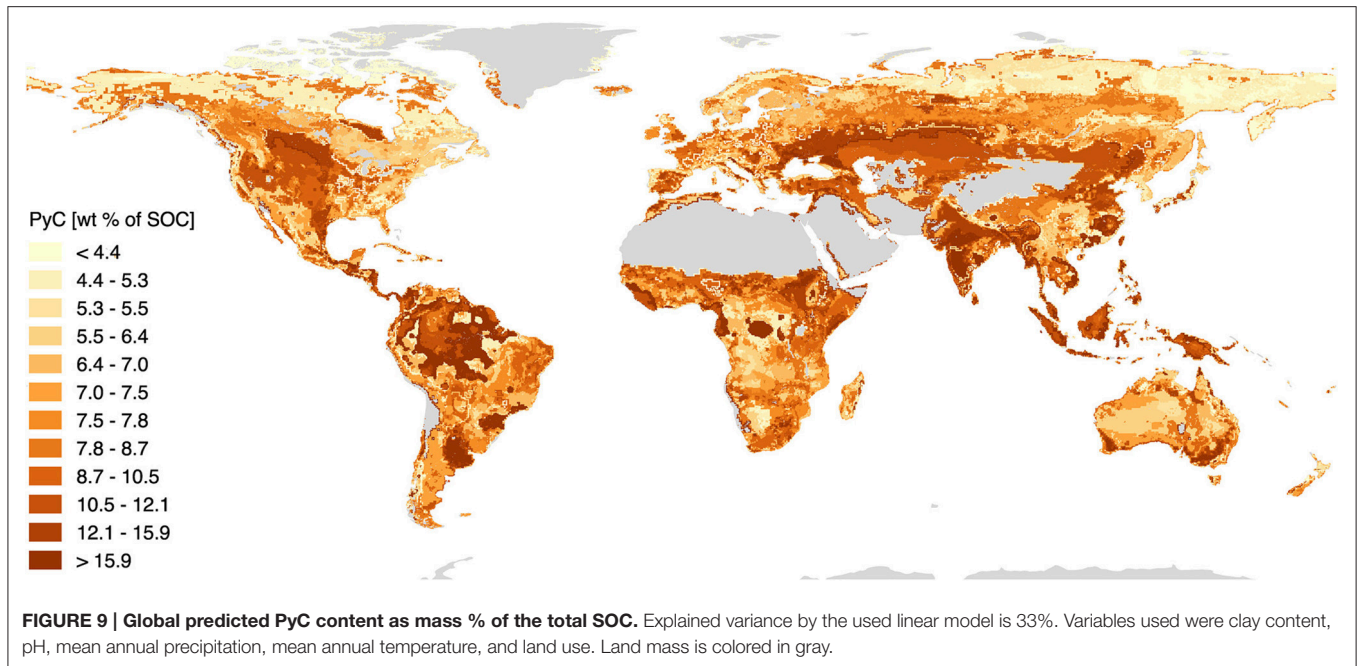 PyC [wt % of SOC]
< 4.4
4.4 - 5.3
5.3 - 5.5
5.5 - 6.4
6.4 - 7.0
7.0 - 7.5
7.5 - 7.8
7.8 - 8.7
8.7 - 10.5
10.5 - 12.1
12.1 - 15.9
> 15.9
FIGURE 9 | Global predicted PyC content as mass % of the total SOC. Explained variance by the used linear model is 33%. Variables used were clay content,
pH, mean annual precipitation, mean annual temperature, and land use. Land mass is colored in gray.